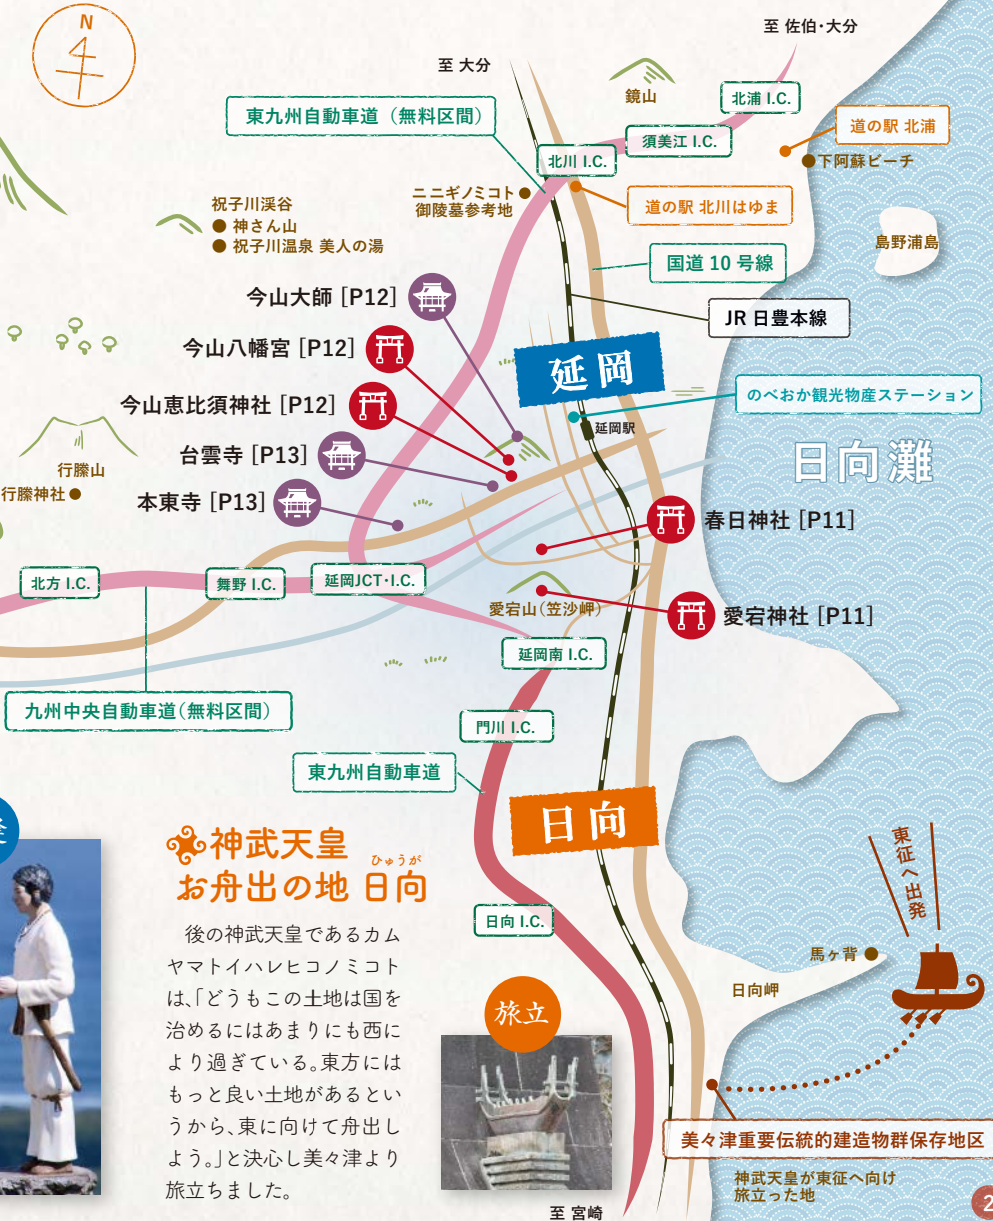 N
至 佐伯・大分
至 大分
鏡山
北浦 I.C.
東九州自動車道（無料区間）
道の駅 北浦
須美江 I.C.
北川 I.C.
下阿蘇ビーチ
ニニギノミコト
御陵墓参考地
道の駅 北川はゆま
祝子川渓谷
● 神さん山
● 祝子川温泉 美人の湯
島野浦島
国道 10 号線
今山大師 [P12]
JR 日豊本線
今山八幡宮 [P12]
延岡
のべおか観光物産ステーション
今山恵比須神社 [P12]
延岡駅
台雲寺 [P13]
日向灘
行縢山
行縢神社
本東寺 [P13]
春日神社 [P11]
北方 I.C.
舞野 I.C.
延岡JCT・I.C.
愛宕山（笠沙岬）
愛宕神社 [P11]
延岡南 I.C.
九州中央自動車道（無料区間）
門川 I.C.
東九州自動車道
日向
神武天皇
ひゅうが
お舟出の地 日向
東征へ出発
日向 I.C.
後の神武天皇であるカム
ヤマトイハレヒコノミコト
は、「どうもこの土地は国を
治めるにはあまりにも西に
より過ぎている。東方には
もっと良い土地があるとい
うから、東に向けて舟出し
よう。」と決心し美々津より
旅立ちました。
馬ヶ背
日向岬
旅立
美々津重要伝統的建造物群保存地区
神武天皇が東征へ向け
旅立った地
至 宮崎
2